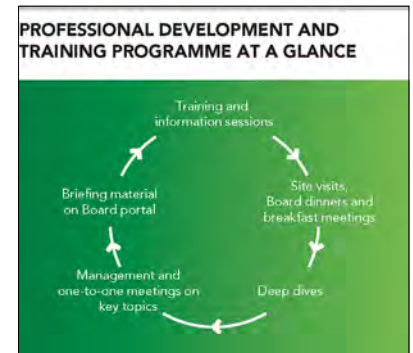 PROFESSIONAL DEVELOPMENT AND
TRAINING PROGRAMME AT A GLANCE
Training and
information sessions
Site visits,
Board dinners and
breakfast meetings
Deep dives
Management and
one-to-one meetings on
key topics
Briefing material
on Board portal